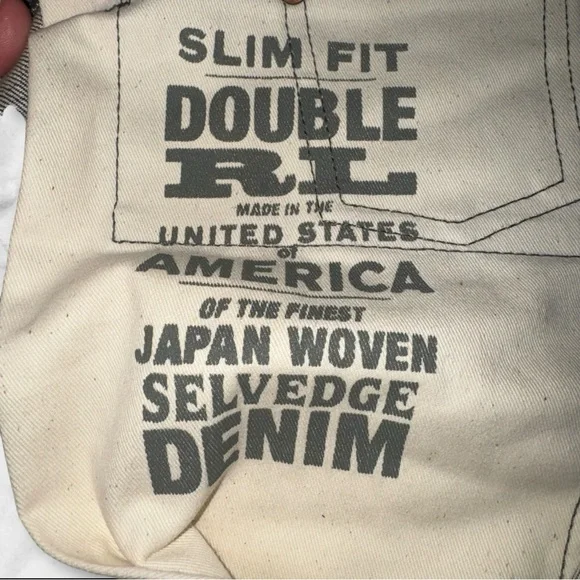 SLIM FIT
DOUBLE
RL
MADE IN THE
UNITED STATES
of
AMERICA
OF THE FINEST
JAPAN WOVEN
SELVEDGE
DENIM